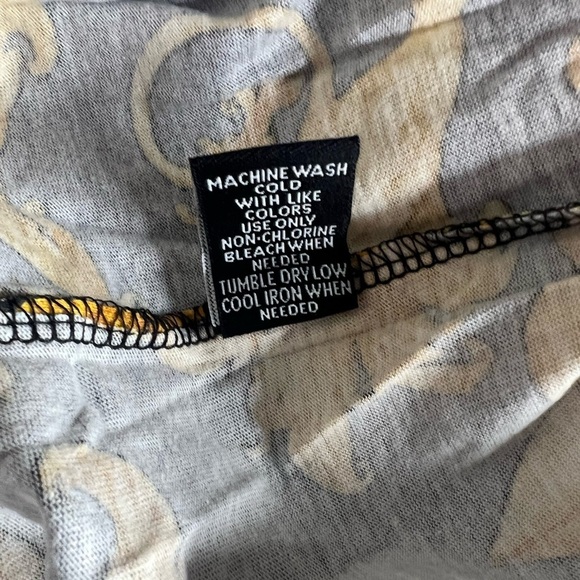 MACHINE WASH
COLD
WITH LIKE
COLORS
USE ONLY
NON-CHLORINE
BLEACH WHEN
NEEDED
TUMBLE DRY LOW
COOL IRON WHEN
NEEDED